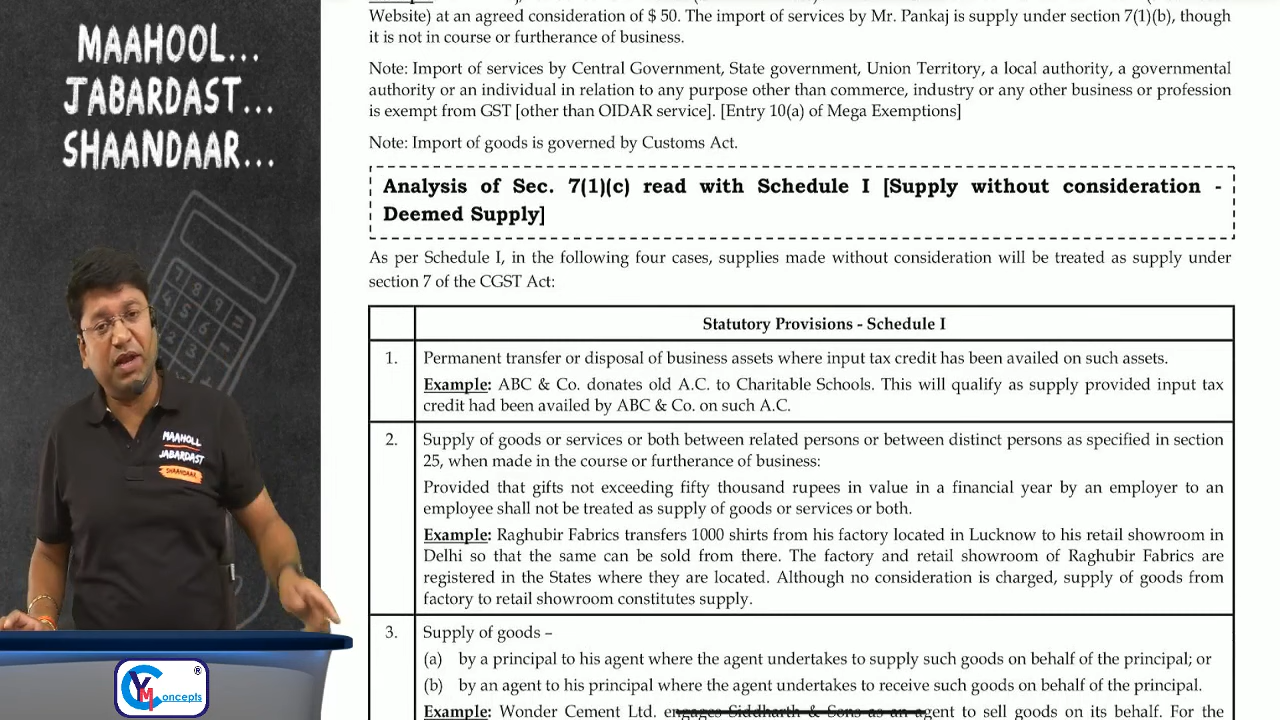 MAAHOOL...
JABARDAST...
SHAANDAAR...
Website) at an agreed consideration of $ 50. The import of services by Mr. Pankaj is supply under section 7(1)(b), though
it is not in course or furtherance of business.
Note: Import of services by Central Government, State government, Union Territory, a local authority, a governmental
authority or an individual in relation to any purpose other than commerce, industry or any other business or profession
is exempt from GST [other than OIDAR service]. [Entry 10(a) of Mega Exemptions]
Note: Import of goods is governed by Customs Act.
Analysis of Sec. 7(1)(c) read with Schedule I [Supply without consideration -
Deemed Supply]
As per Schedule I, in the following four cases, supplies made without consideration will be treated as supply under
section 7 of the CGST Act:
Statutory Provisions - Schedule I
1. Permanent transfer or disposal of business assets where input tax credit has been availed on such assets.
Example: ABC & Co. donates old A.C. to Charitable Schools. This will qualify as supply provided input tax
credit had been availed by ABC & Co. on such A.C.
2. Supply of goods or services or both between related persons or between distinct persons as specified in section
25, when made in the course or furtherance of business:
Provided that gifts not exceeding fifty thousand rupees in value in a financial year by an employer to an
employee shall not be treated as supply of goods or services or both.
Example: Raghubir Fabrics transfers 1000 shirts from his factory located in Lucknow to his retail showroom in
Delhi so that the same can be sold from there. The factory and retail showroom of Raghubir Fabrics are
registered in the States where they are located. Although no consideration is charged, supply of goods from
factory to retail showroom constitutes supply.
3. Supply of goods –
(a) by a principal to his agent where the agent undertakes to supply such goods on behalf of the principal; or
(b) by an agent to his principal where the agent undertakes to receive such goods on behalf of the principal.
Example: Wonder Cement Ltd. engages Siddharth & Sons as an agent to sell goods on its behalf. For the
MAAHOLL
JABARDAST
SHAANDAAR
CYM Concepts ®